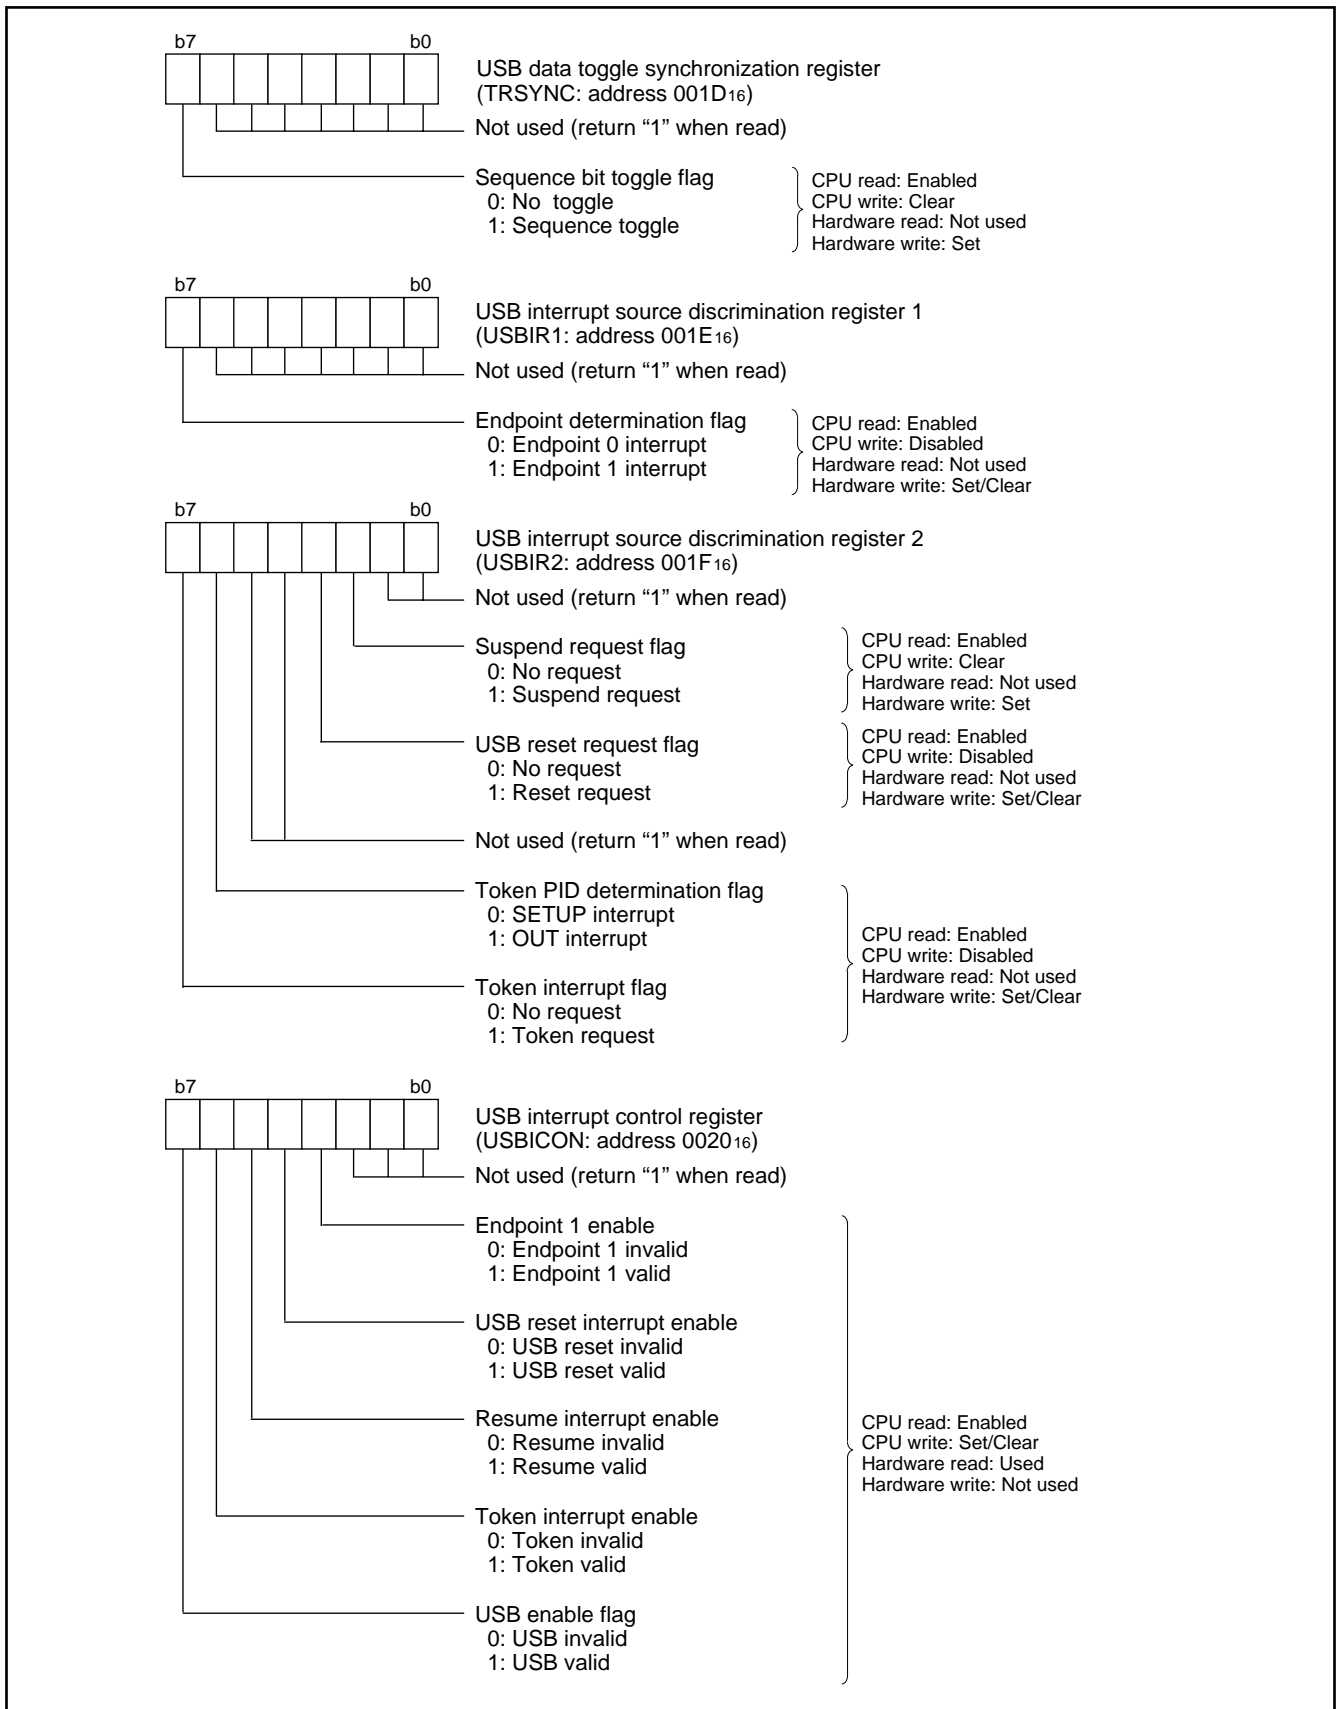 b7 b0
USB data toggle synchronization register
(TRSYNC: address 001D16)
Not used (return “1” when read)
Sequence bit toggle flag
0: No toggle
1: Sequence toggle
CPU read: Enabled
CPU write: Clear
Hardware read: Not used
Hardware write: Set
b7 b0
USB interrupt source discrimination register 1
(USBIR1: address 001E16)
Not used (return “1” when read)
Endpoint determination flag
0: Endpoint 0 interrupt
1: Endpoint 1 interrupt
CPU read: Enabled
CPU write: Disabled
Hardware read: Not used
Hardware write: Set/Clear
b7 b0
USB interrupt source discrimination register 2
(USBIR2: address 001F16)
Not used (return “1” when read)
Suspend request flag
0: No request
1: Suspend request
CPU read: Enabled
CPU write: Clear
Hardware read: Not used
Hardware write: Set
USB reset request flag
0: No request
1: Reset request
CPU read: Enabled
CPU write: Disabled
Hardware read: Not used
Hardware write: Set/Clear
Not used (return “1” when read)
Token PID determination flag
0: SETUP interrupt
1: OUT interrupt
Token interrupt flag
0: No request
1: Token request
CPU read: Enabled
CPU write: Disabled
Hardware read: Not used
Hardware write: Set/Clear
b7 b0
USB interrupt control register
(USBICON: address 002016)
Not used (return “1” when read)
Endpoint 1 enable
0: Endpoint 1 invalid
1: Endpoint 1 valid
USB reset interrupt enable
0: USB reset invalid
1: USB reset valid
Resume interrupt enable
0: Resume invalid
1: Resume valid
Token interrupt enable
0: Token invalid
1: Token valid
USB enable flag
0: USB invalid
1: USB valid
CPU read: Enabled
CPU write: Set/Clear
Hardware read: Used
Hardware write: Not used